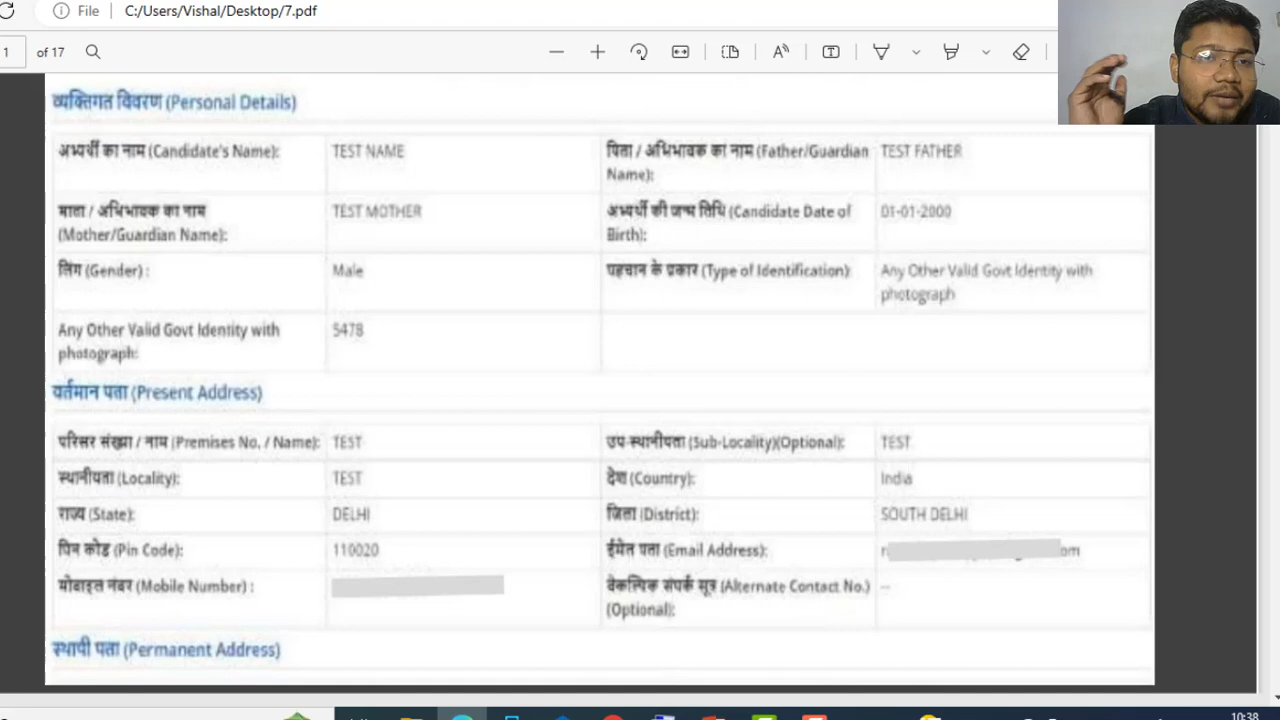 File C:/Users/Vishal/Desktop/7.pdf
1 of 17
व्यक्तिगत विवरण (Personal Details)
अभ्यर्थी का नाम (Candidate's Name): TEST NAME पिता / अभिभावक का नाम (Father/Guardian Name): TEST FATHER
माता / अभिभावक का नाम (Mother/Guardian Name): TEST MOTHER अभ्यर्थी की जन्म तिथि (Candidate Date of Birth): 01-01-2000
लिंग (Gender) : Male पहचान के प्रकार (Type of Identification) Any Other Valid Govt Identity with photograph
Any Other Valid Govt Identity with photograph: 5478
वर्तमान पता (Present Address)
परिसर संख्या / नाम (Premises No. / Name): TEST उप-स्थानीयता (Sub-Locality)(Optional): TEST
स्थानीयता (Locality): TEST देश (Country): India
राज्य (State): DELHI जिला (District): SOUTH DELHI
पिन कोड (Pin Code): 110020 ईमेल पता (Email Address): r om
मोबाइल नंबर (Mobile Number) : वैकल्पिक संपर्क सूत्र (Alternate Contact No.) (Optional): --
स्थायी पता (Permanent Address)
10:38